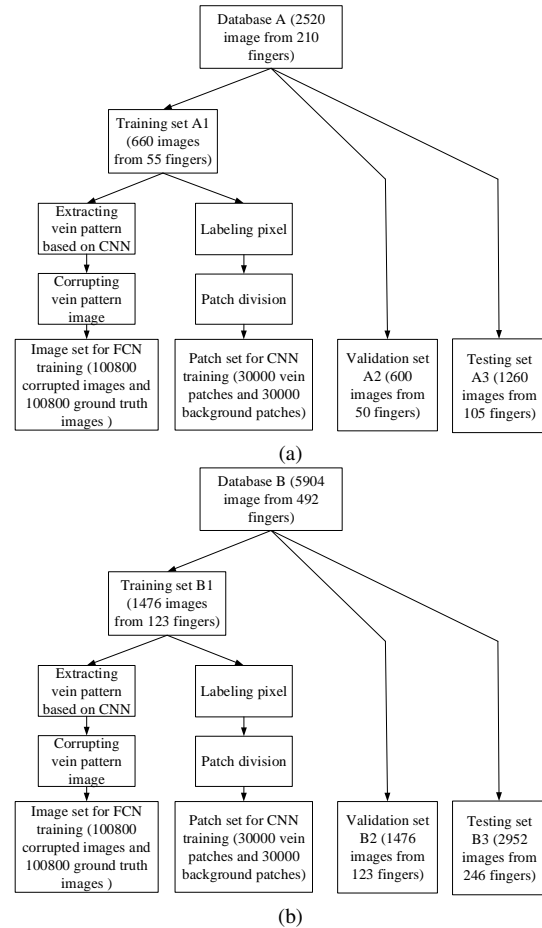 Database A (2520
image from 210
fingers)
Training set A1
(660 images
from 55 fingers)
Extracting
vein pattern
based on CNN
Labeling pixel
Corrupting
vein pattern
image
Patch division
Image set for FCN
training (100800
corrupted images and
100800 ground truth
images )
Patch set for CNN
training (30000 vein
patches and 30000
background patches)
Validation set
A2 (600
images from
50 fingers)
Testing set
A3 (1260
images from
105 fingers)
(a)
Database B (5904
image from 492
fingers)
Training set B1
(1476 images
from 123 fingers)
Extracting
vein pattern
based on CNN
Labeling pixel
Corrupting
vein pattern
image
Patch division
Image set for FCN
training (100800
corrupted images and
100800 ground truth
images )
Patch set for CNN
training (30000 vein
patches and 30000
background patches)
Validation set
B2 (1476
images from
123 fingers)
Testing set
B3 (2952
images from
246 fingers)
(b)